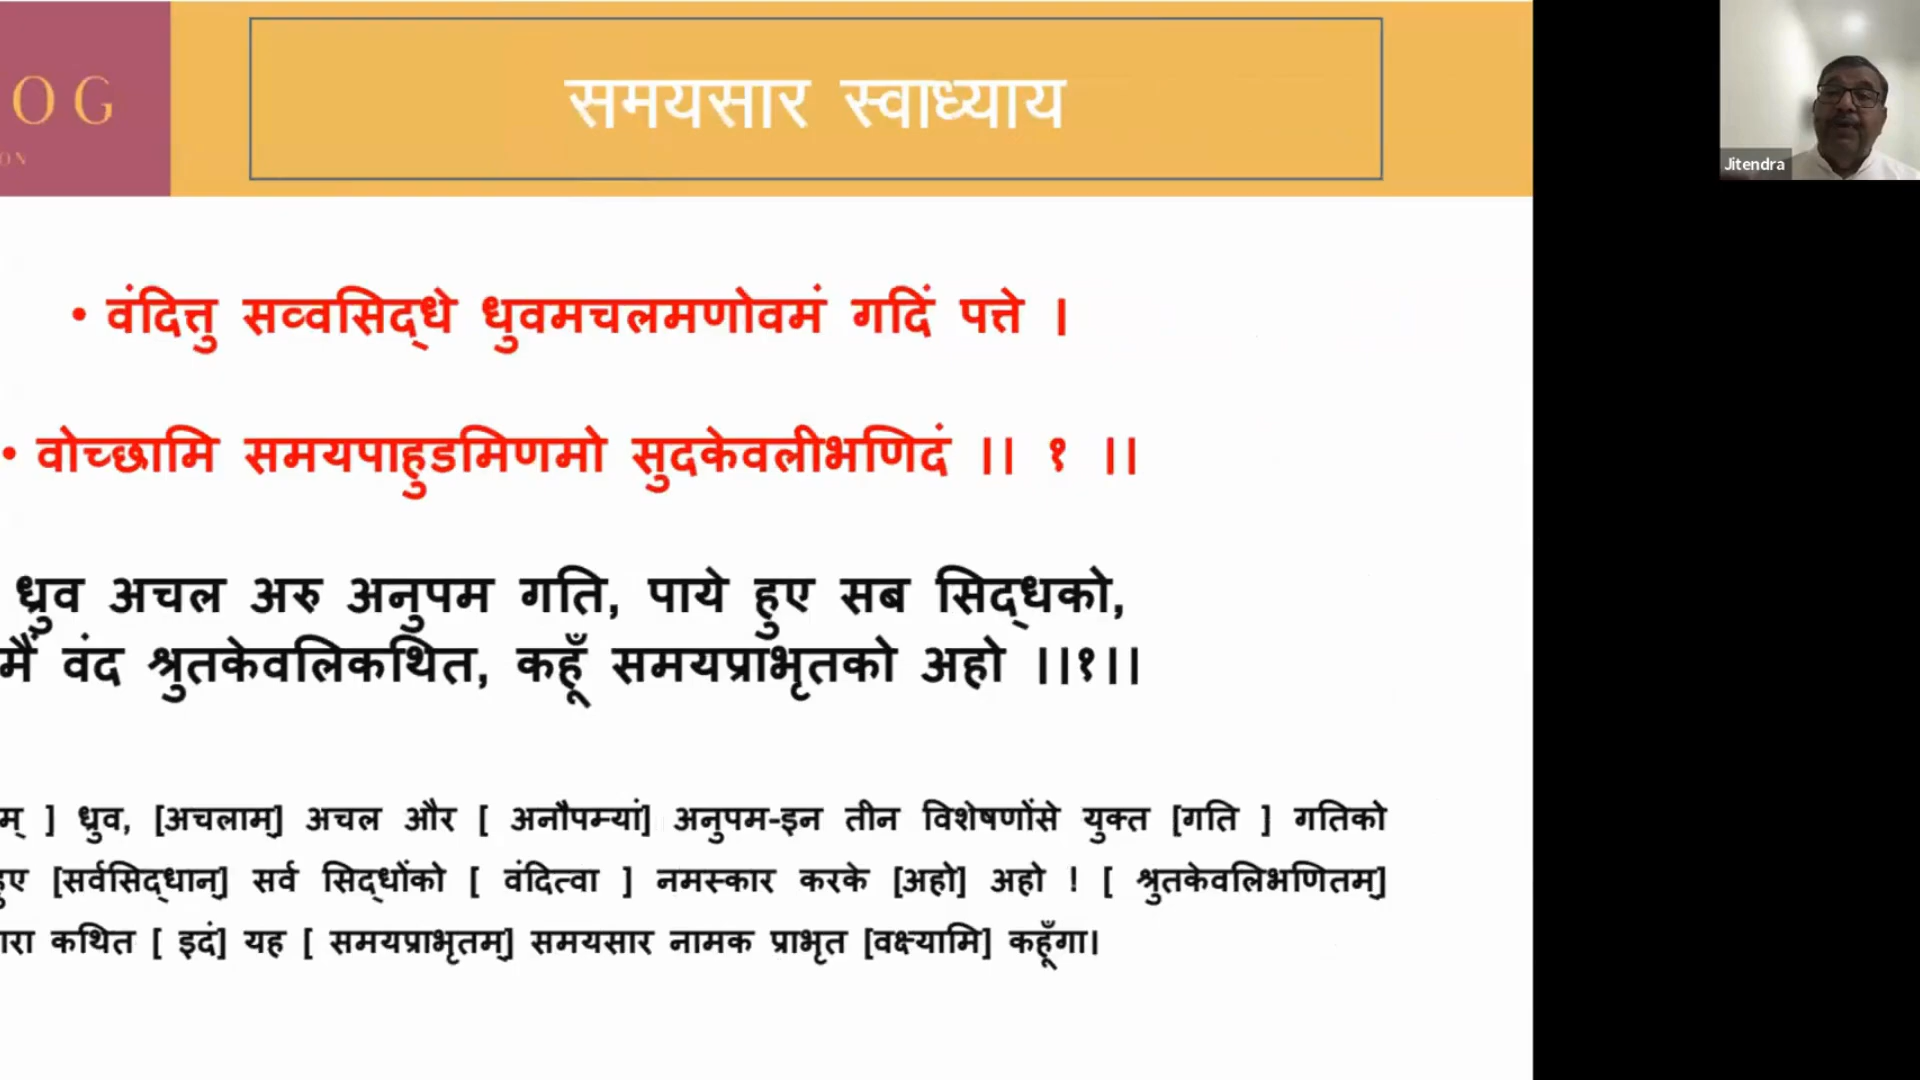 OG
ON
समयसार स्वाध्याय
Jitendra
• वंदित्तु सव्वसिद्धे धुवमचलमणोवमं गदिं पत्ते ।
• वोच्छामि समयपाहुडमिणमो सुदकेवलीभणिदं ।। १ ।।
ध्रुव अचल अरु अनुपम गति, पाये हुए सब सिद्धको,
मैं वंद श्रुतकेवलिकथित, कहूँ समयप्राभृतको अहो ।।१।।
म् ] ध्रुव, [अचलाम्] अचल और [ अनौपम्यां] अनुपम-इन तीन विशेषणोंसे युक्त [गति ] गतिको
हुए [सर्वसिद्धान्] सर्व सिद्धोंको [ वंदित्वा ] नमस्कार करके [अहो] अहो ! [ श्रुतकेवलिभणितम्]
ारा कथित [ इदं] यह [ समयप्राभृतम्] समयसार नामक प्राभृत [वक्ष्यामि] कहूँगा।